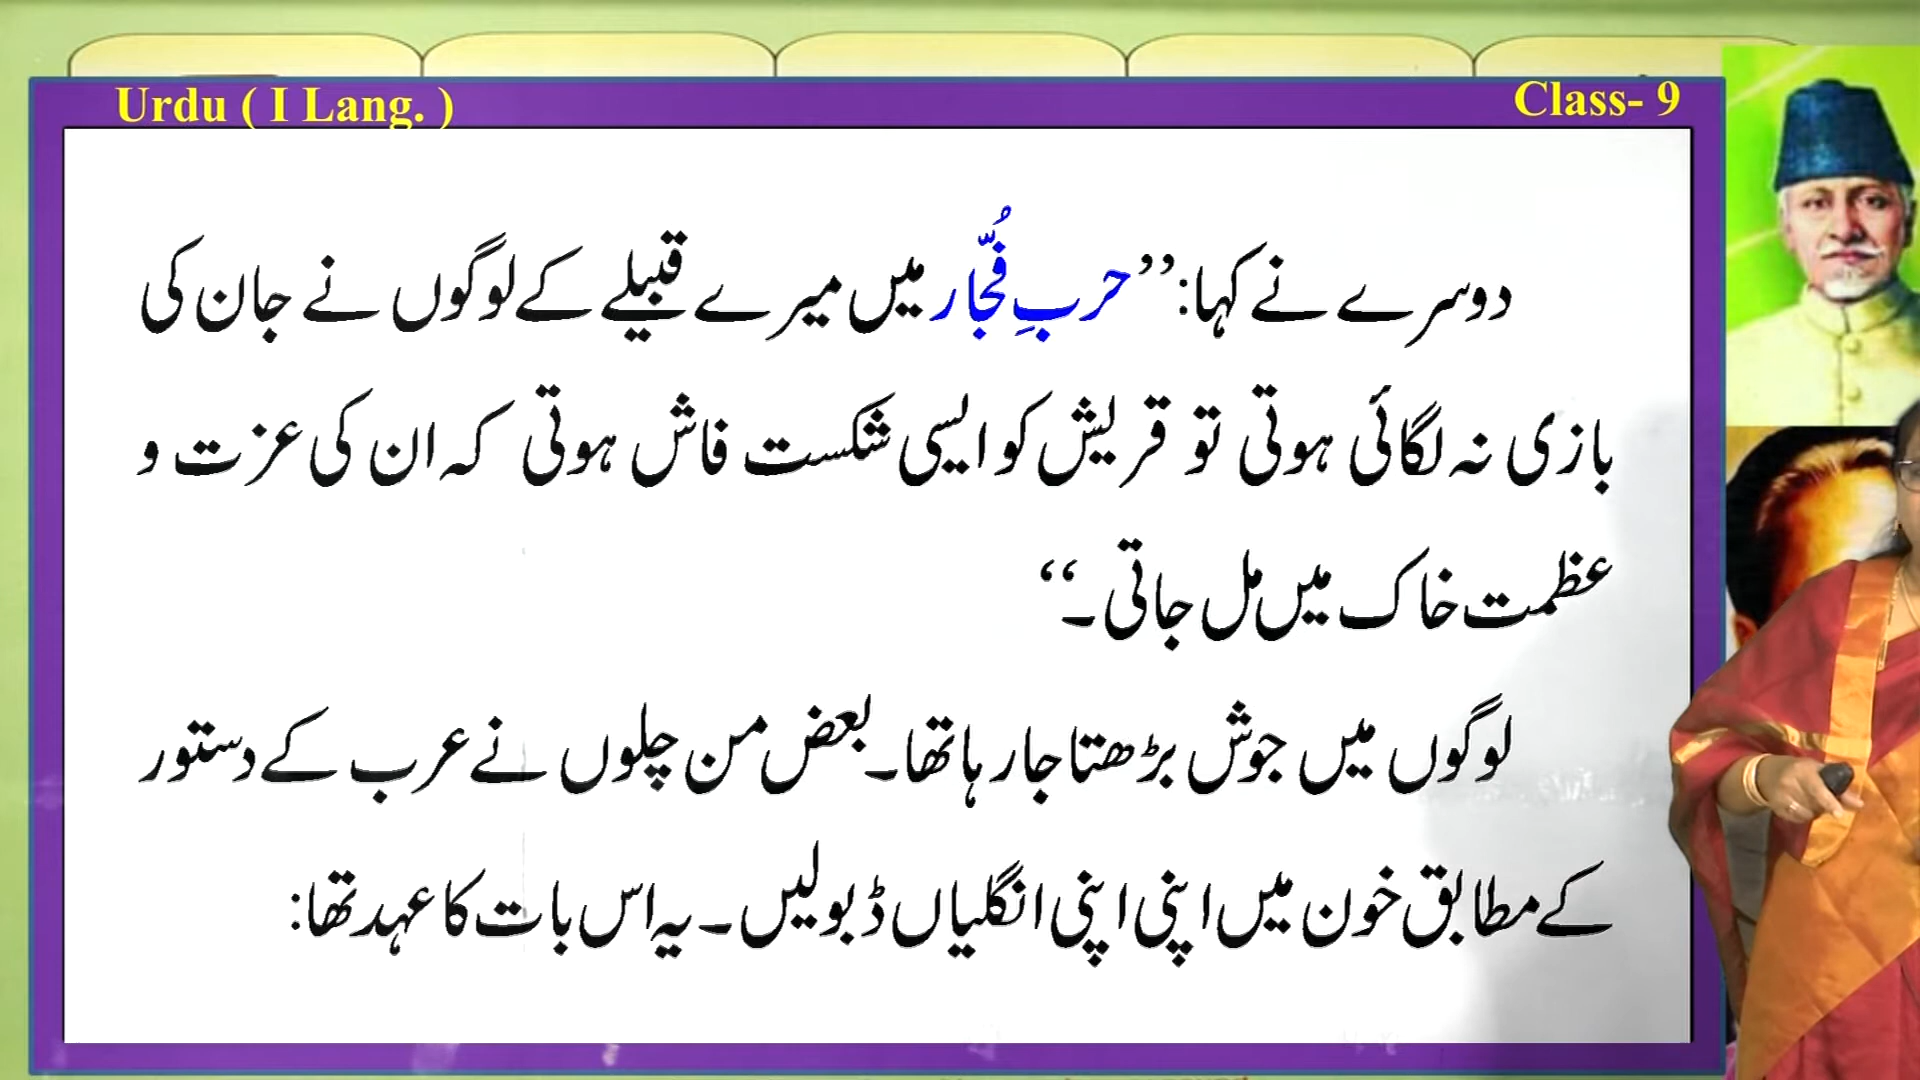 Urdu ( I Lang. )
Class- 9
دوسرے نے کہا: ’’حربِ فُجّار میں میرے قبیلے کے لوگوں نے جان کی
بازی نہ لگائی ہوتی تو قریش کو ایسی شکست فاش ہوتی کہ ان کی عزت و
عظمت خاک میں مل جاتی۔‘‘
لوگوں میں جوش بڑھتا جا رہا تھا۔ بعض من چلوں نے عرب کے دستور
کے مطابق خون میں اپنی اپنی انگلیاں ڈبولیں۔ یہ اس بات کا عہد تھا: